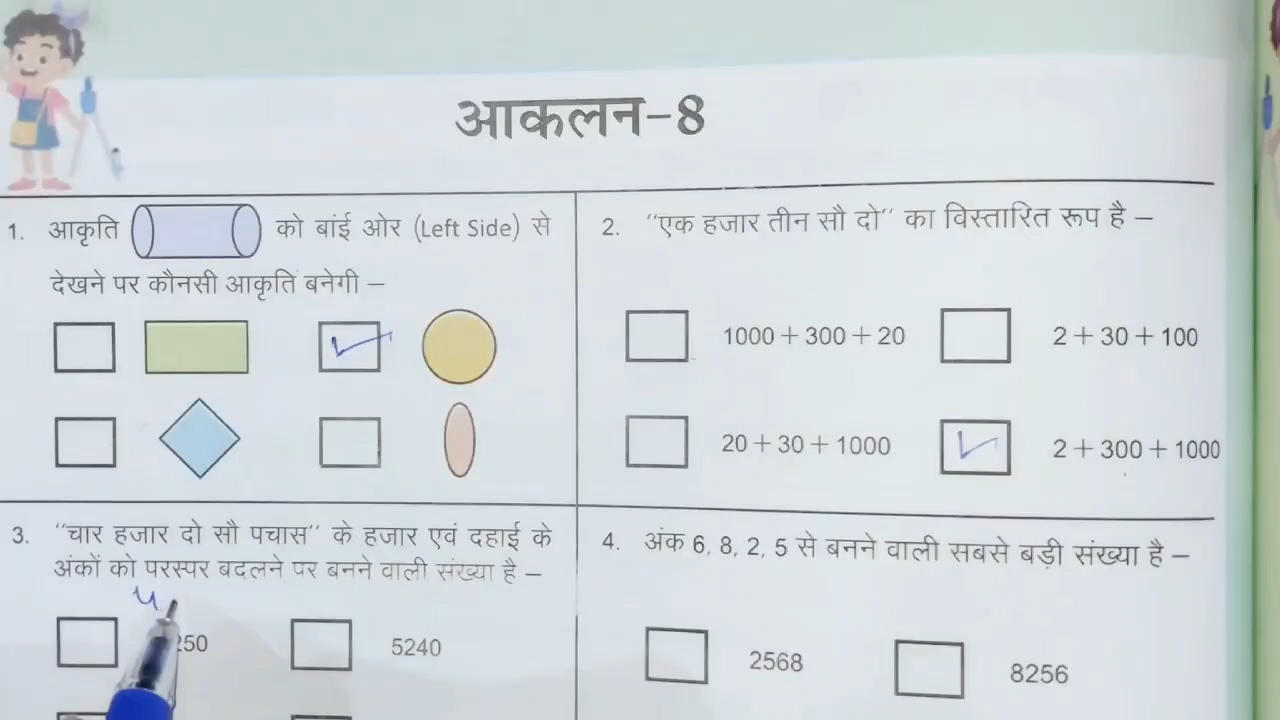 आकलन–8
1. आकृति को बांई ओर (Left Side) से
देखने पर कौनसी आकृति बनेगी –
2. "एक हजार तीन सौ दो" का विस्तारित रूप है –
1000 + 300 + 20
2 + 30 + 100
20 + 30 + 1000
2 + 300 + 1000
3. "चार हजार दो सौ पचास" के हजार एवं दहाई के
अंकों को परस्पर बदलने पर बनने वाली संख्या है –
5240
4. अंक 6, 8, 2, 5 से बनने वाली सबसे बड़ी संख्या है –
2568
8256